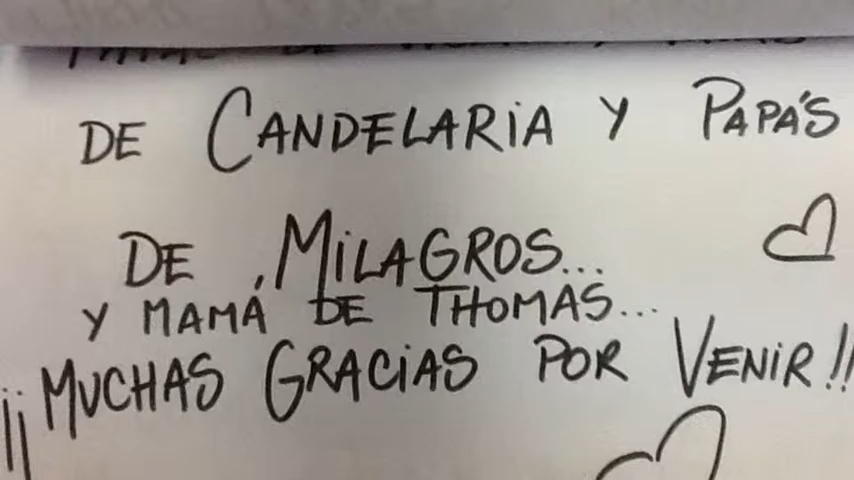 DE CANDELARIA Y PAPÁS
DE MILAGROS...
Y MAMÁ DE THOMAS...
¡¡MUCHAS GRACIAS POR VENIR!!